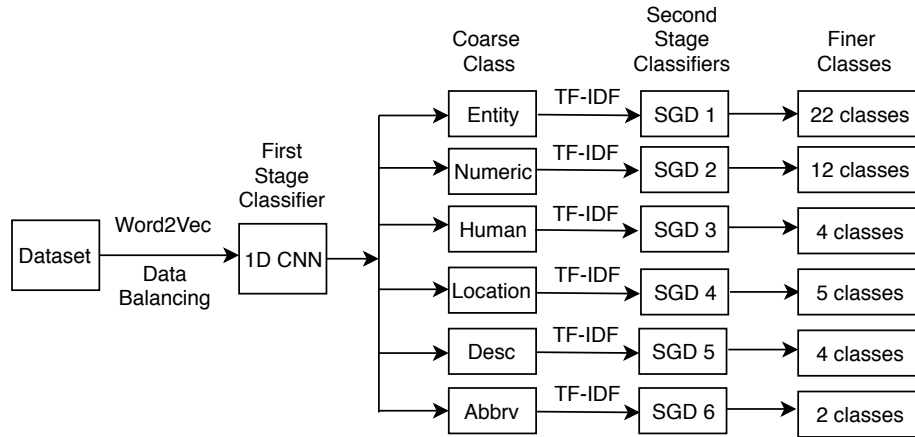 Coarse
Class
Second
Stage
Classifiers
Finer
Classes
First
Stage
Classifier
Dataset
Word2Vec
Data
Balancing
1D CNN
Entity
TF-IDF
SGD 1
22 classes
Numeric
TF-IDF
SGD 2
12 classes
Human
TF-IDF
SGD 3
4 classes
Location
TF-IDF
SGD 4
5 classes
Desc
TF-IDF
SGD 5
4 classes
Abbrv
TF-IDF
SGD 6
2 classes